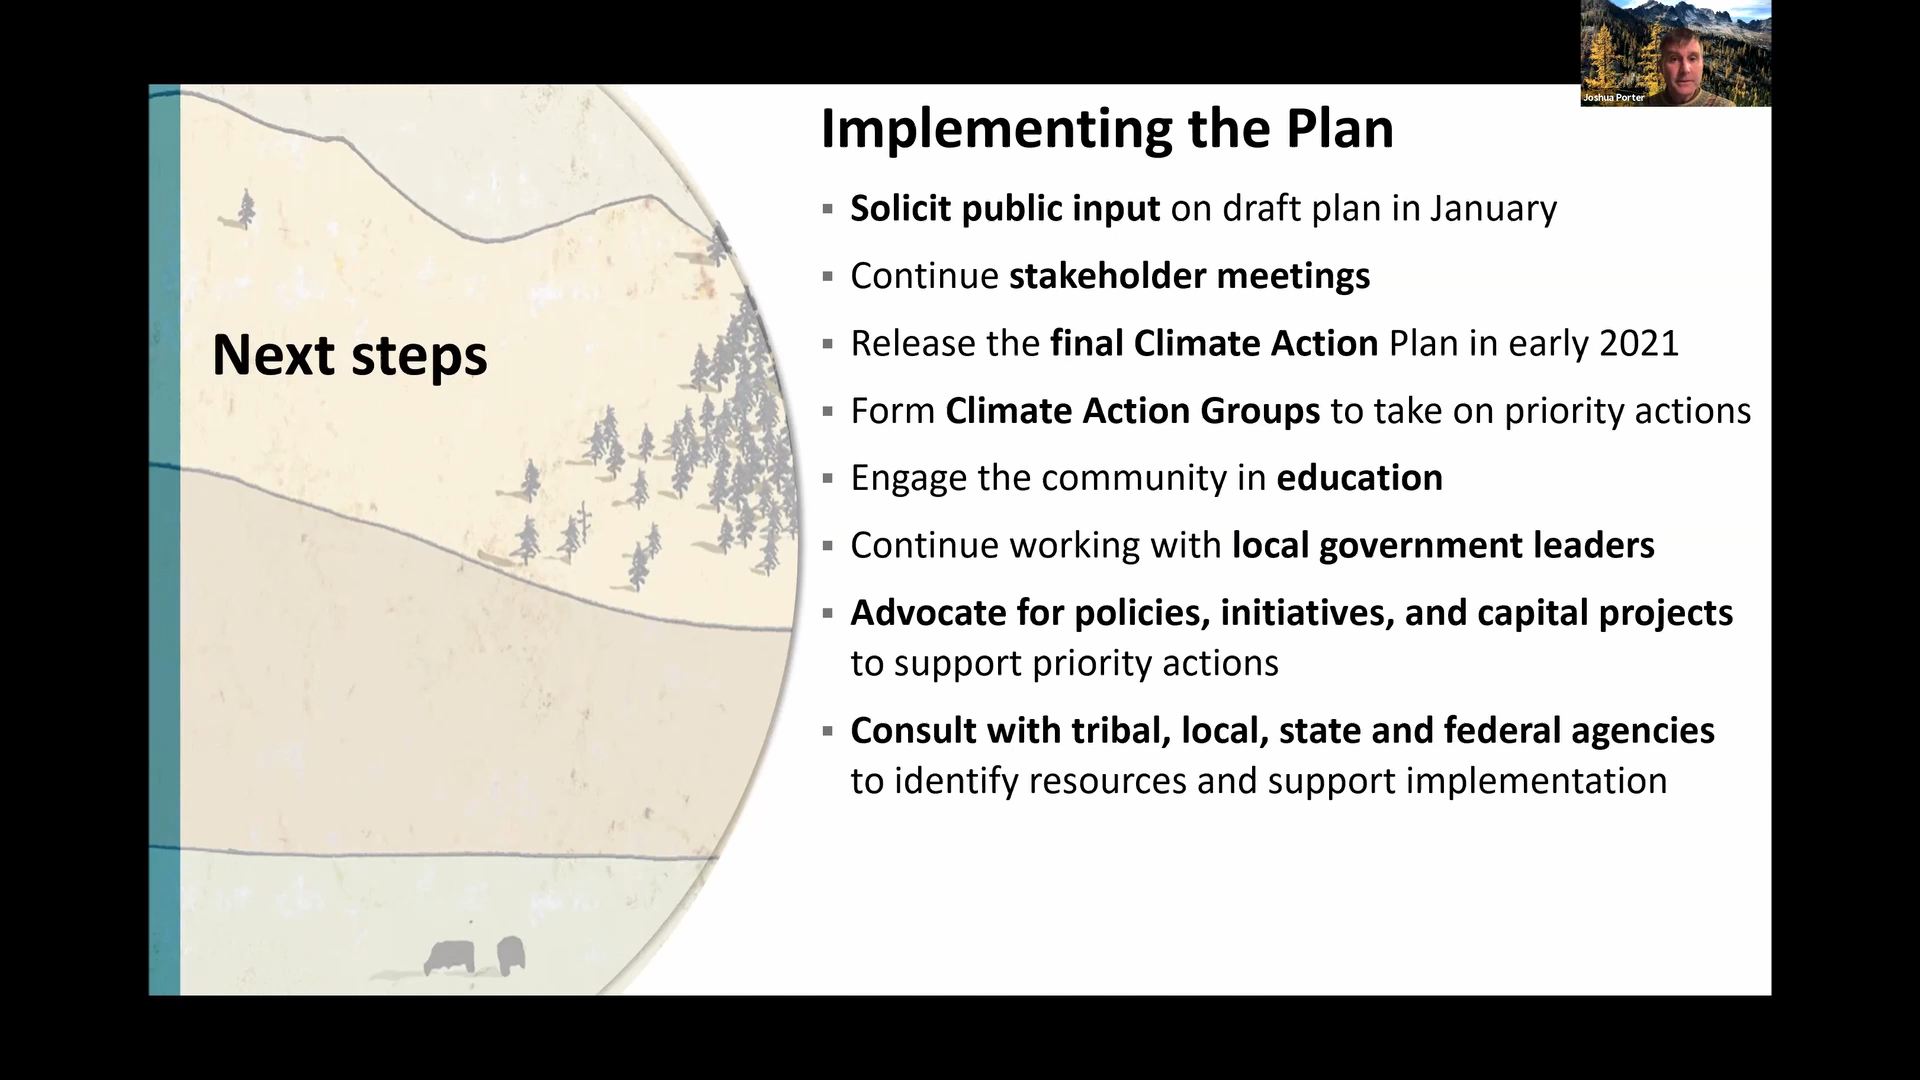 Joshua Porter
Implementing the Plan
Next steps
▪ Solicit public input on draft plan in January
▪ Continue stakeholder meetings
▪ Release the final Climate Action Plan in early 2021
▪ Form Climate Action Groups to take on priority actions
▪ Engage the community in education
▪ Continue working with local government leaders
▪ Advocate for policies, initiatives, and capital projects
to support priority actions
▪ Consult with tribal, local, state and federal agencies
to identify resources and support implementation